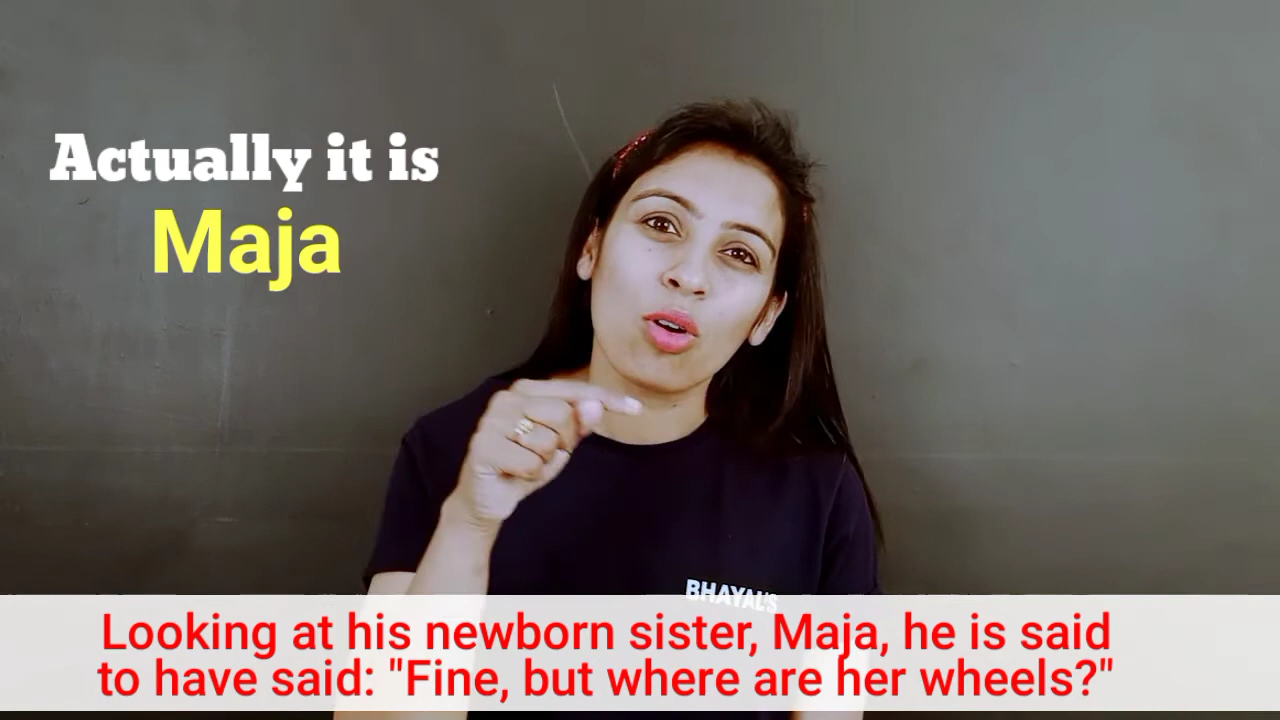 Actually it is
Maja
BHAYAL'S
Looking at his newborn sister, Maja, he is said
to have said: "Fine, but where are her wheels?"